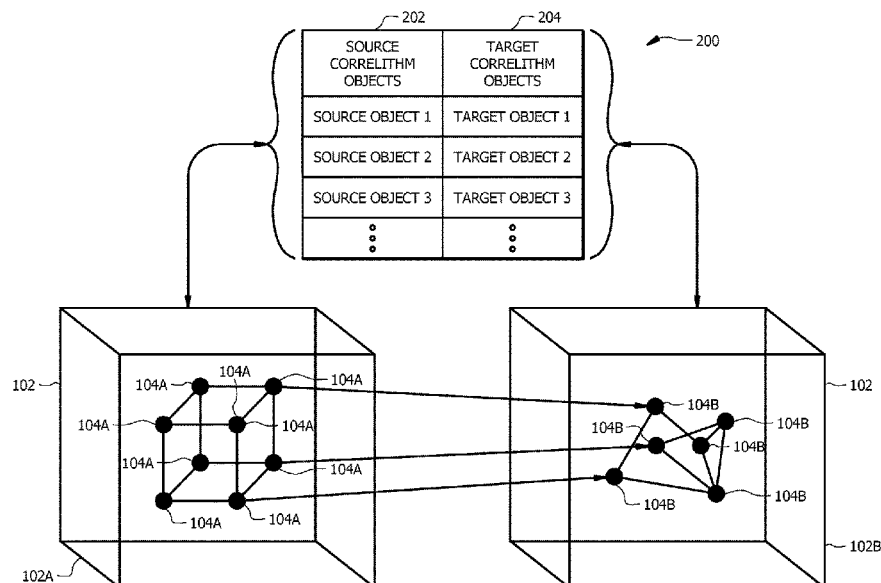 202
204
200
SOURCE
CORRELITHM
OBJECTS
TARGET
CORRELITHM
OBJECTS
SOURCE OBJECT 1
TARGET OBJECT 1
SOURCE OBJECT 2
TARGET OBJECT 2
SOURCE OBJECT 3
TARGET OBJECT 3
102
104A
104A
104A
104A
104A
104A
104A
104A
102A
102
104B
104B
104B
104B
104B
104B
102B